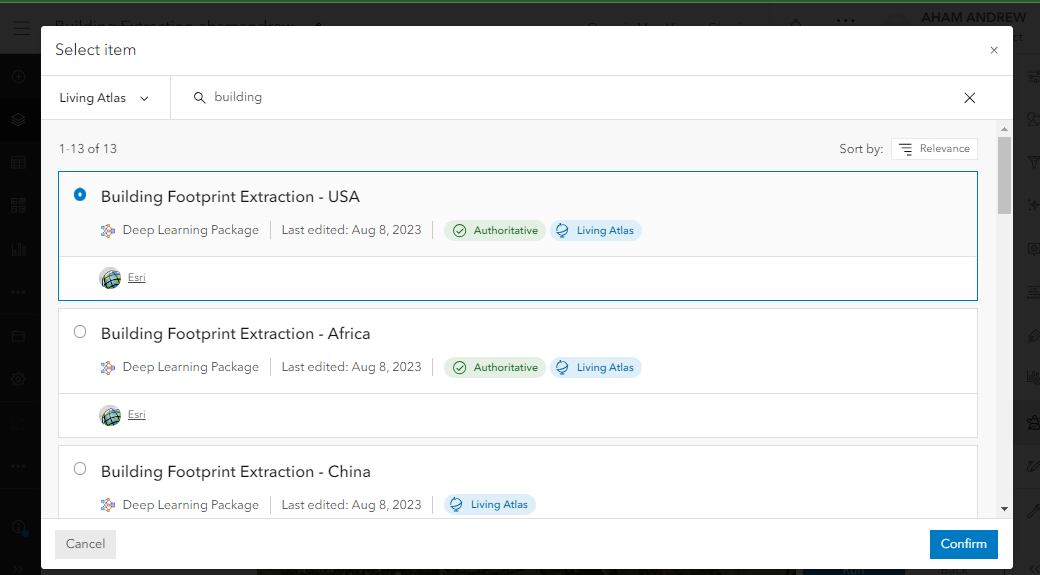 AHAM ANDREW
Select item
Living Atlas
building
1-13 of 13
Sort by: Relevance
Building Footprint Extraction - USA
Deep Learning Package Last edited: Aug 8, 2023 Authoritative Living Atlas
Esri
Building Footprint Extraction - Africa
Deep Learning Package Last edited: Aug 8, 2023 Authoritative Living Atlas
Esri
Building Footprint Extraction - China
Deep Learning Package Last edited: Aug 8, 2023 Living Atlas
Cancel
Confirm